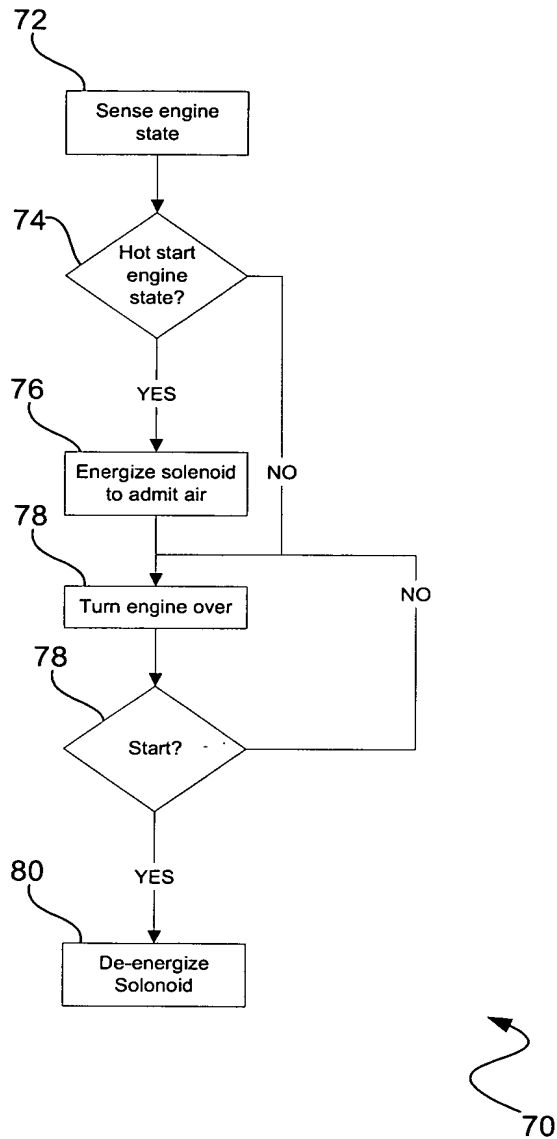 72
Sense engine
state
74
Hot start
engine
state?
YES
76
Energize solenoid
to admit air
NO
78
Turn engine over
NO
78
Start?
YES
80
De-energize
Solonoid
70